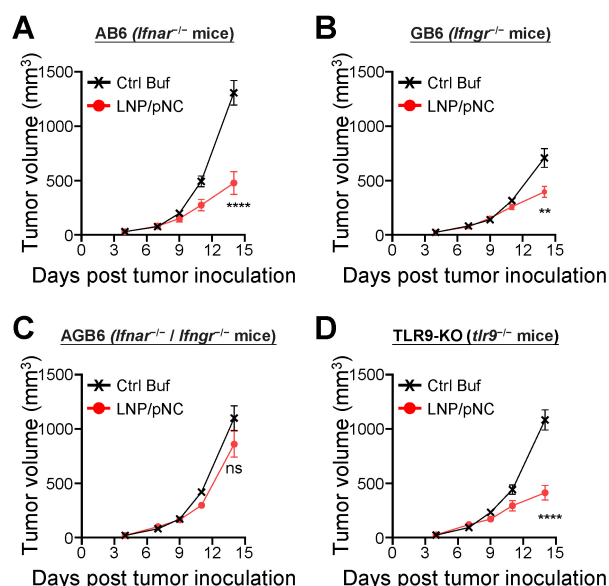 A
AB6 (Ifnar–/– mice)
Tumor volume (mm3)
1500
1000
500
0
Ctrl Buf
LNP/pNC
****
0 3 6 9 12 15
Days post tumor inoculation
B
GB6 (Ifngr–/– mice)
Tumor volume (mm3)
1500
1000
500
0
Ctrl Buf
LNP/pNC
**
0 3 6 9 12 15
Days post tumor inoculation
C
AGB6 (Ifnar–/– / Ifngr–/– mice)
Tumor volume (mm3)
1500
1000
500
0
Ctrl Buf
LNP/pNC
ns
0 3 6 9 12 15
Days post tumor inoculation
D
TLR9-KO (tlr9–/– mice)
Tumor volume (mm3)
1500
1000
500
0
Ctrl Buf
LNP/pNC
****
0 3 6 9 12 15
Days post tumor inoculation